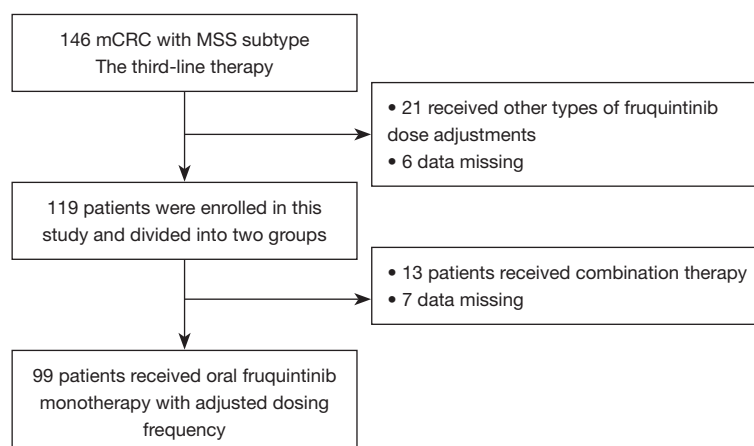 146 mCRC with MSS subtype
The third-line therapy
• 21 received other types of fruquintinib
dose adjustments
• 6 data missing
119 patients were enrolled in this
study and divided into two groups
• 13 patients received combination therapy
• 7 data missing
99 patients received oral fruquintinib
monotherapy with adjusted dosing
frequency